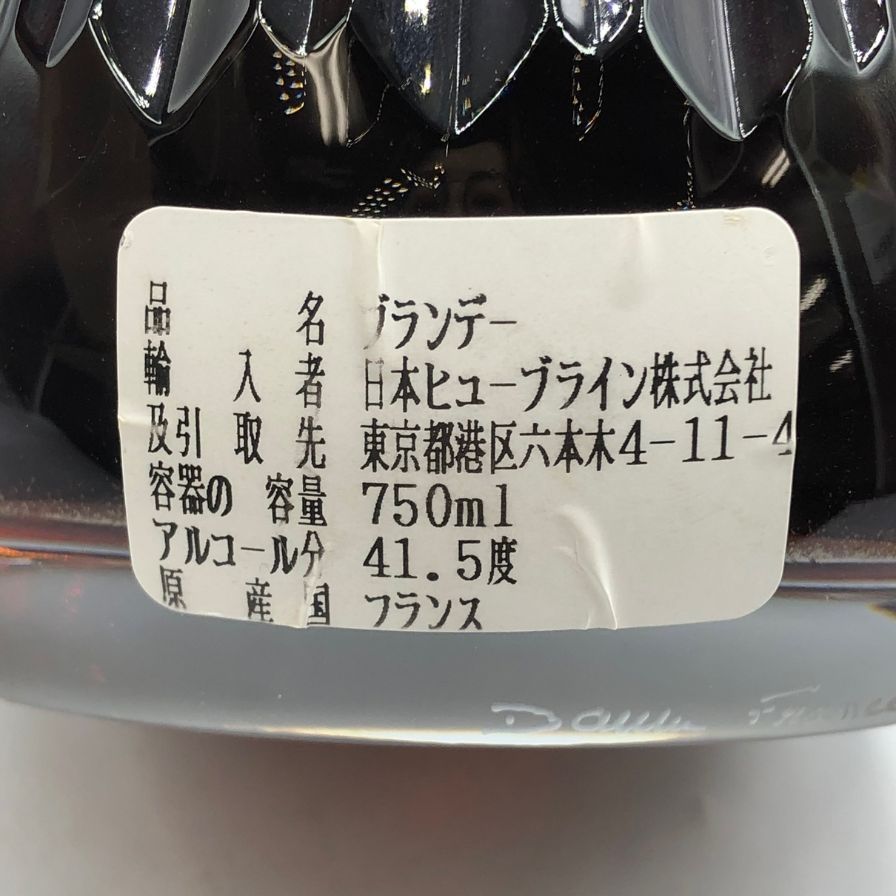 品名 ブランデー
輸入者 日本ヒューブライン株式会社
及引取先 東京都港区六本木4-11-4
容器の容量 750ml
アルコール分 41.5度
原産国 フランス
Daum France